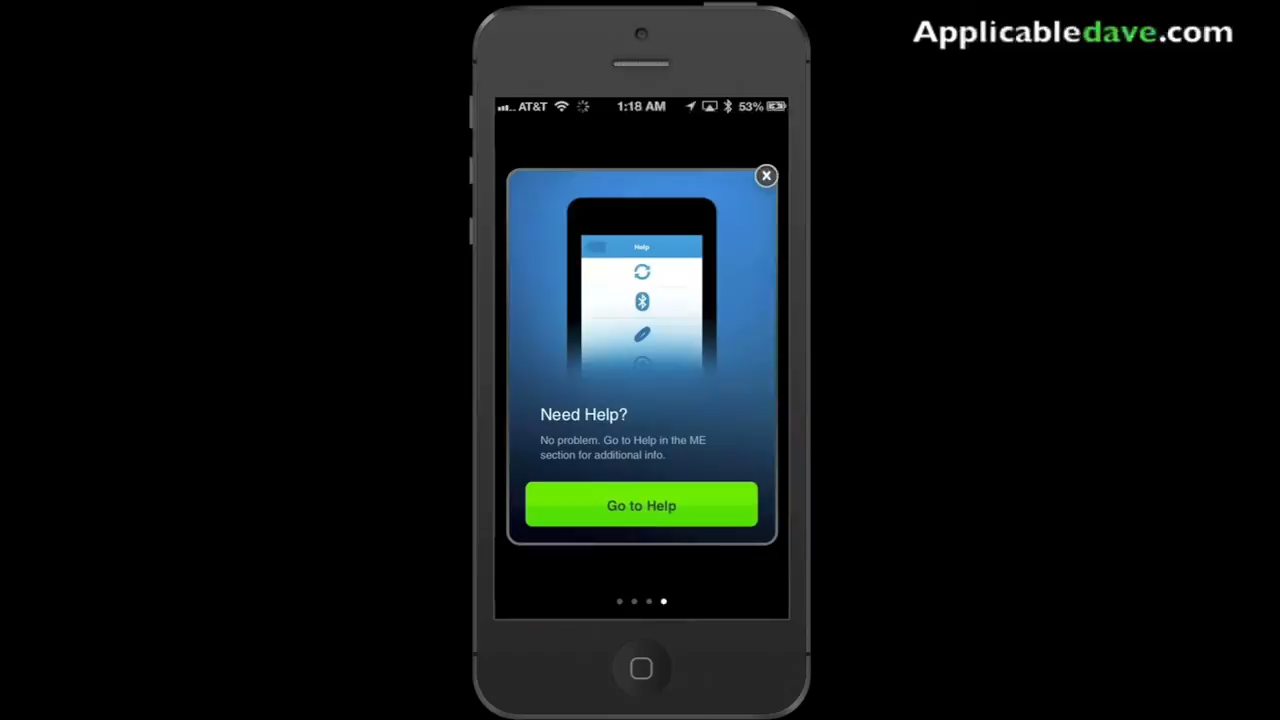 Applicabledave.com
AT&T 1:18 AM 53%
X
Help
Need Help?
No problem. Go to Help in the ME
section for additional info.
Go to Help